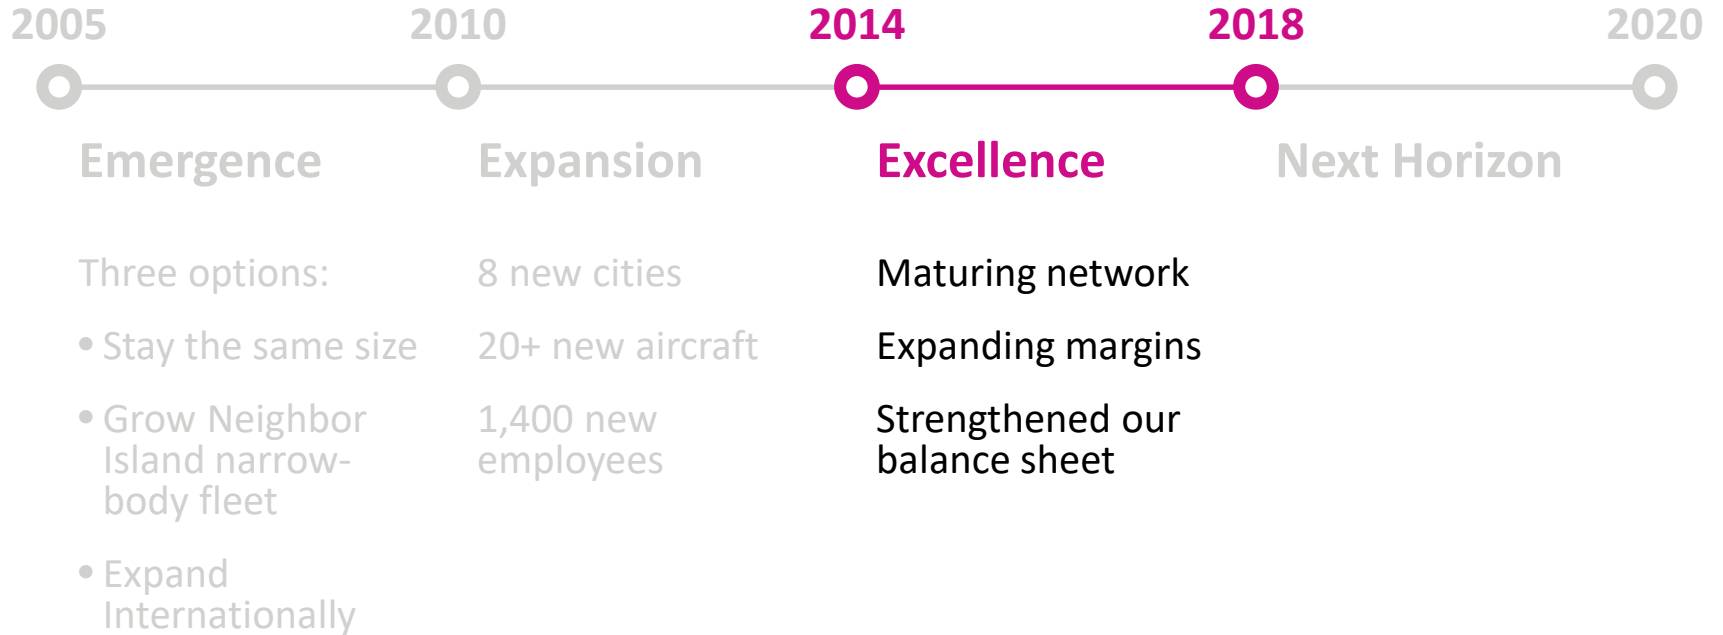 2005
2010
2014
2018
2020
Emergence
Expansion
Excellence
Next Horizon
Three options:
• Stay the same size
• Grow Neighbor
Island narrow-
body fleet
• Expand
Internationally
8 new cities
20+ new aircraft
1,400 new
employees
Maturing network
Expanding margins
Strengthened our
balance sheet